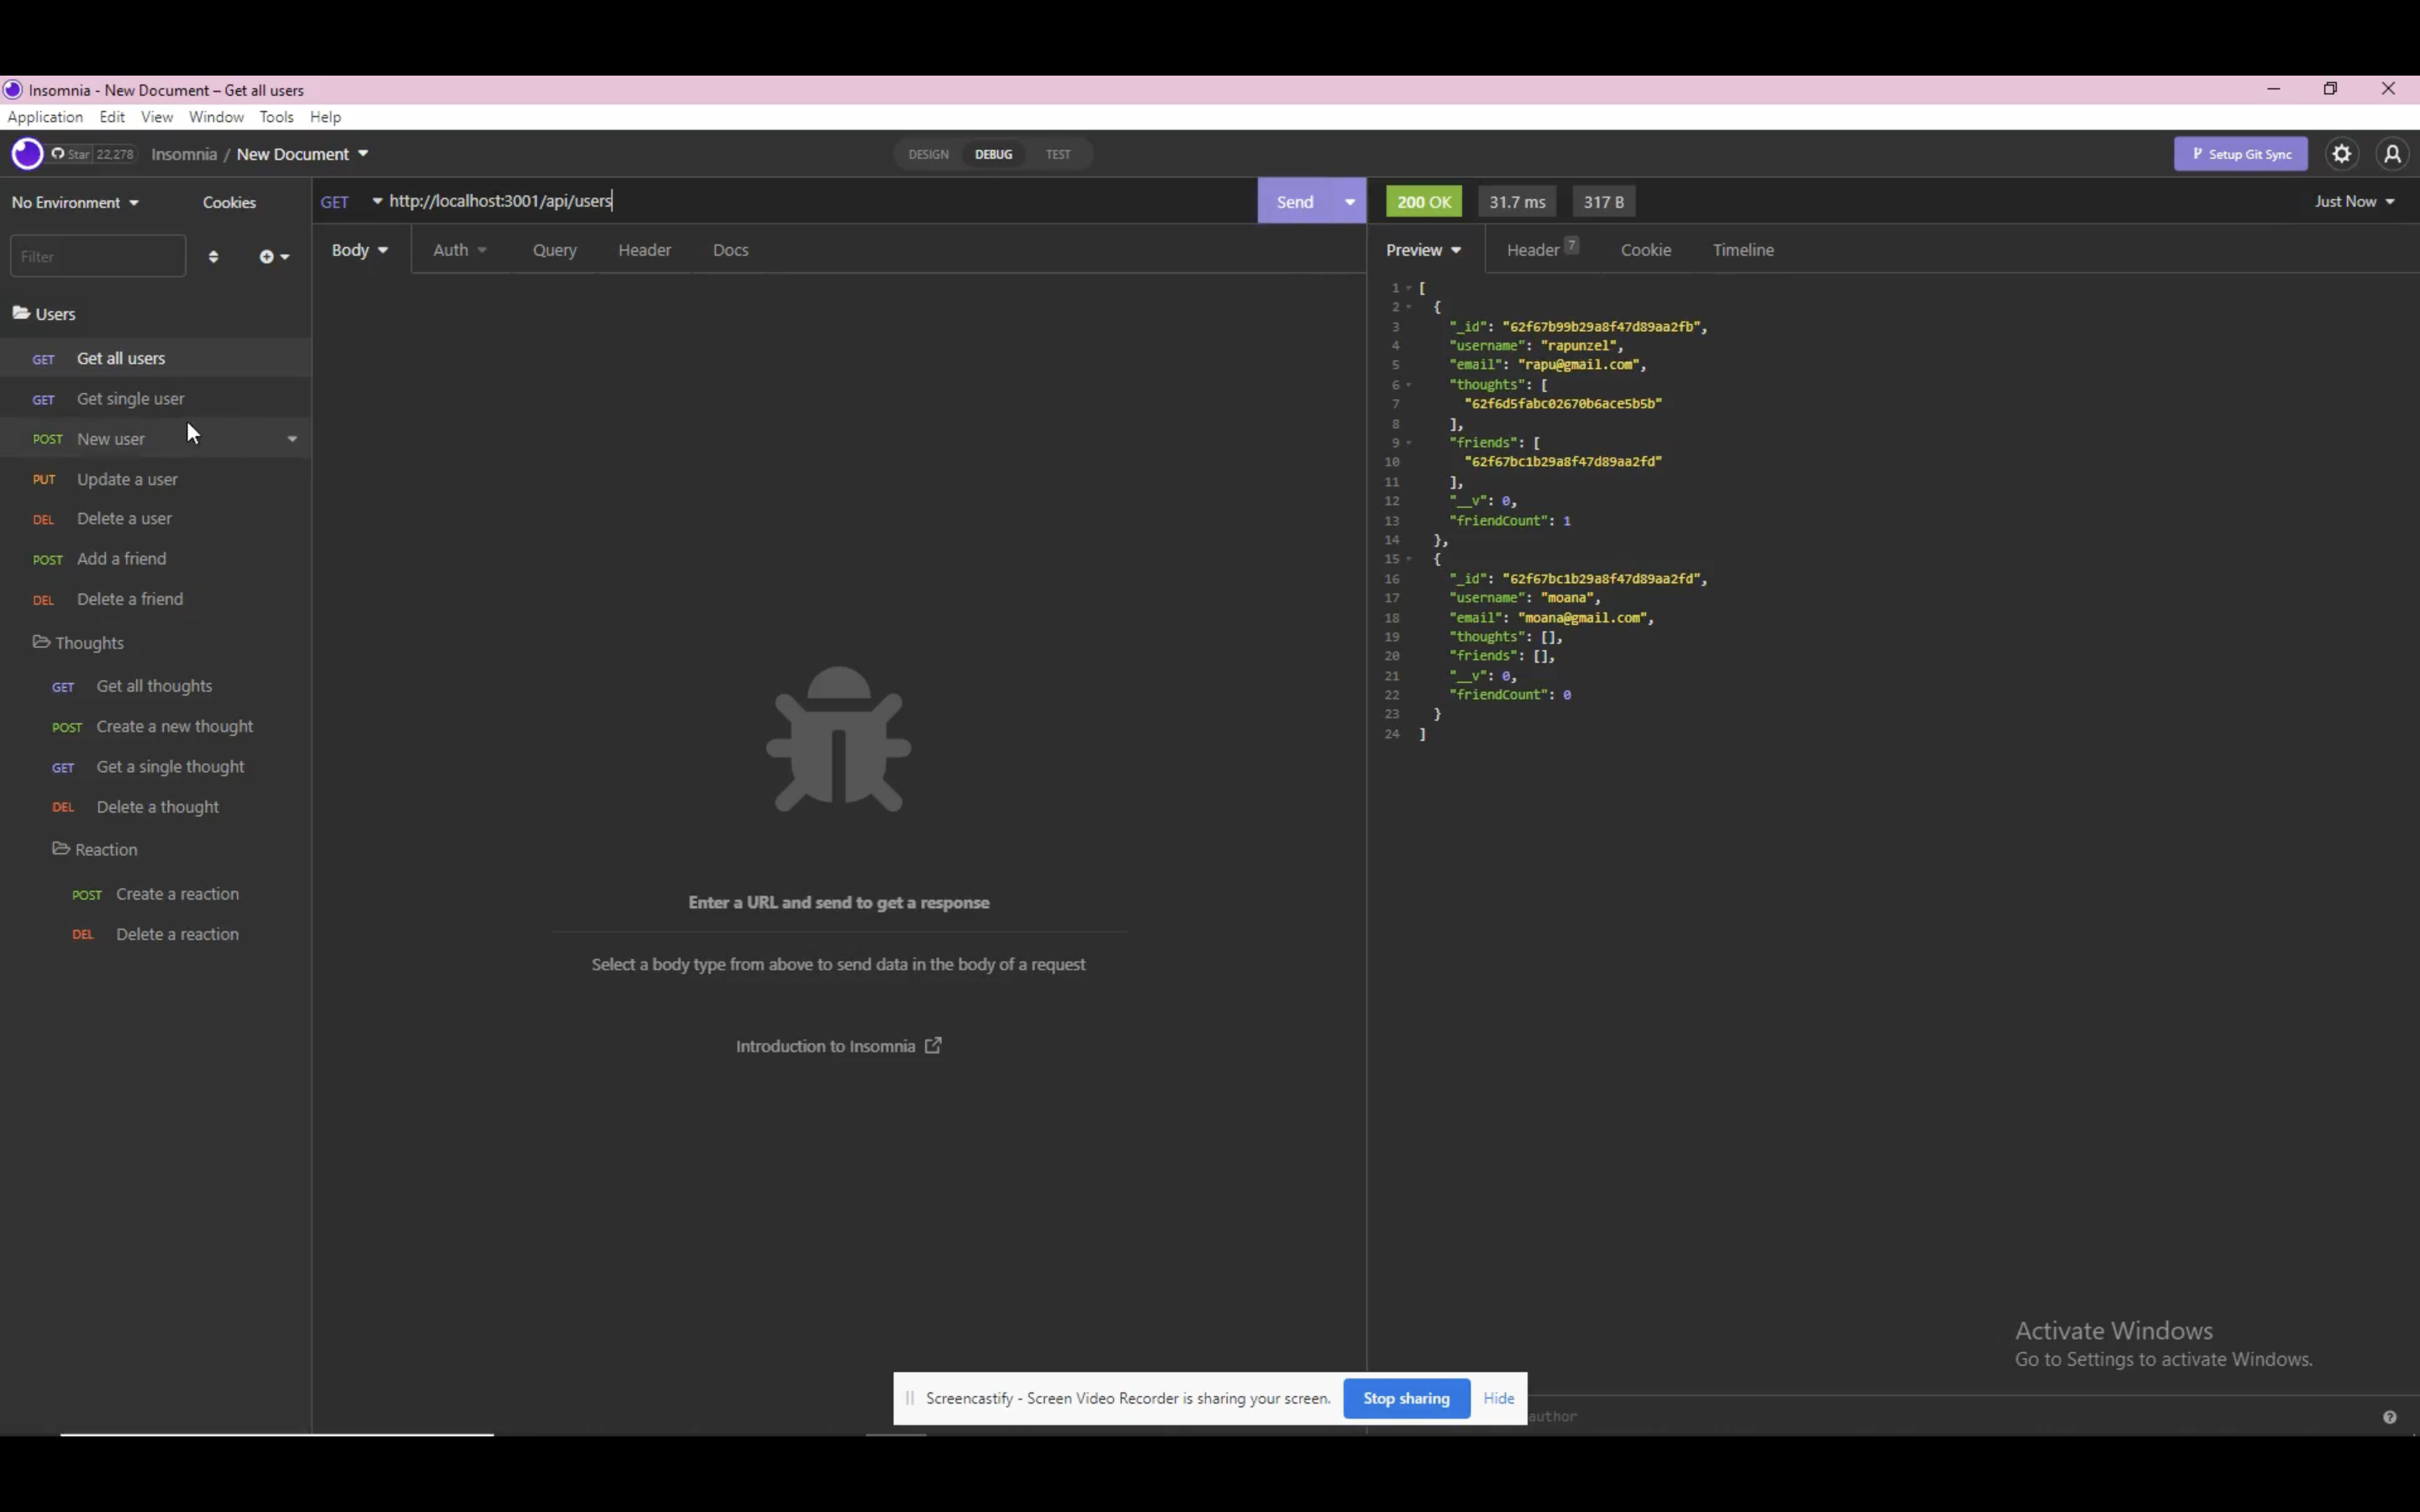 Insomnia - New Document – Get all users
Application Edit View Window Tools Help
Star 22,278 Insomnia / New Document DESIGN DEBUG TEST Setup Git Sync
No Environment Cookies
GET http://localhost:3001/api/users Send
200 OK 31.7 ms 317 B Just Now
Filter
Body Auth Query Header Docs
Preview Header 7 Cookie Timeline
Users
GET Get all users
GET Get single user
POST New user
PUT Update a user
DEL Delete a user
POST Add a friend
DEL Delete a friend
Thoughts
GET Get all thoughts
POST Create a new thought
GET Get a single thought
DEL Delete a thought
Reaction
POST Create a reaction
DEL Delete a reaction
Enter a URL and send to get a response
Select a body type from above to send data in the body of a request
Introduction to Insomnia
1 [
2 {
3 "_id": "62f67b99b29a8f47d89aa2fb",
4 "username": "rapunzel",
5 "email": "rapu@gmail.com",
6 "thoughts": [
7 "62f6d5fabc02670b6ace5b5b"
8 ],
9 "friends": [
10 "62f67bc1b29a8f47d89aa2fd"
11 ],
12 "__v": 0,
13 "friendCount": 1
14 },
15 {
16 "_id": "62f67bc1b29a8f47d89aa2fd",
17 "username": "moana",
18 "email": "moana@gmail.com",
19 "thoughts": [],
20 "friends": [],
21 "__v": 0,
22 "friendCount": 0
23 }
24 ]
Activate Windows
Go to Settings to activate Windows.
Screencastify - Screen Video Recorder is sharing your screen. Stop sharing Hide
author